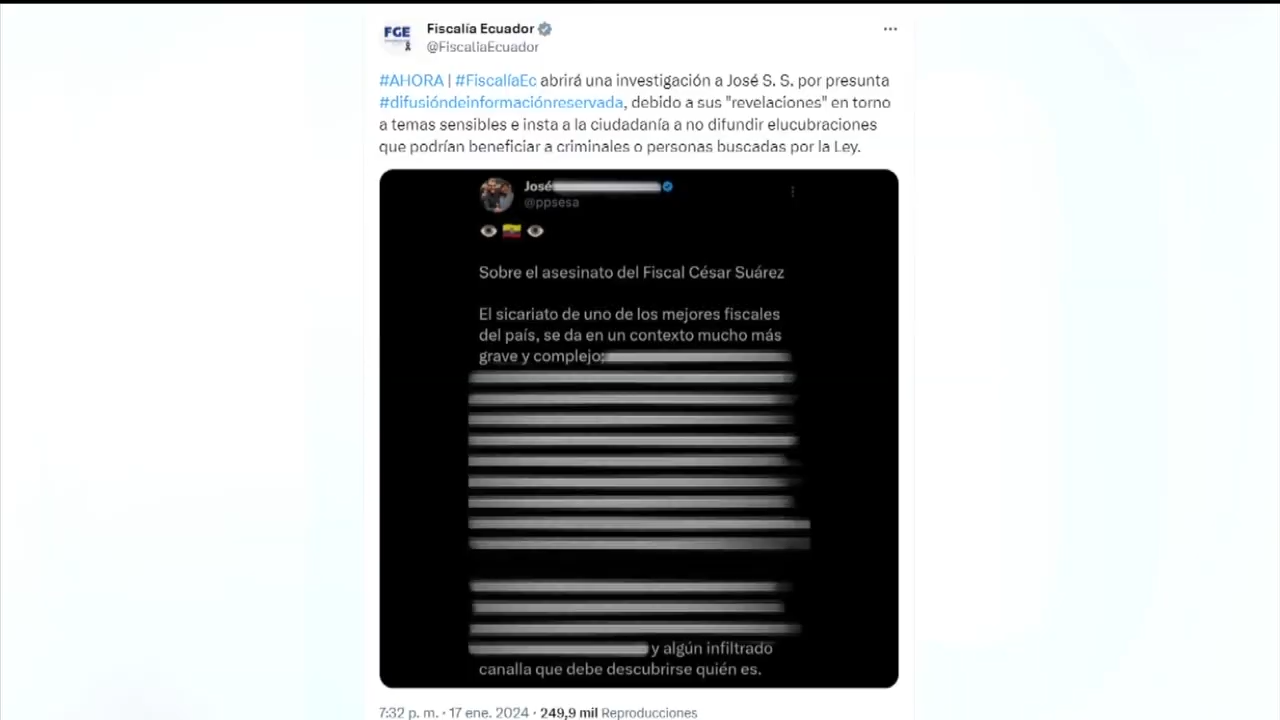 FGE
Fiscalía Ecuador
@FiscaliaEcuador
#AHORA | #FiscalíaEc abrirá una investigación a José S. S. por presunta
#difusióndeinformaciónreservada, debido a sus "revelaciones" en torno
a temas sensibles e insta a la ciudadanía a no difundir elucubraciones
que podrían beneficiar a criminales o personas buscadas por la Ley.
José
@ppsesa
Sobre el asesinato del Fiscal César Suárez
El sicariato de uno de los mejores fiscales
del país, se da en un contexto mucho más
grave y complejo:
y algún infiltrado
canalla que debe descubrirse quién es.
7:32 p. m. · 17 ene. 2024 · 249,9 mil Reproducciones